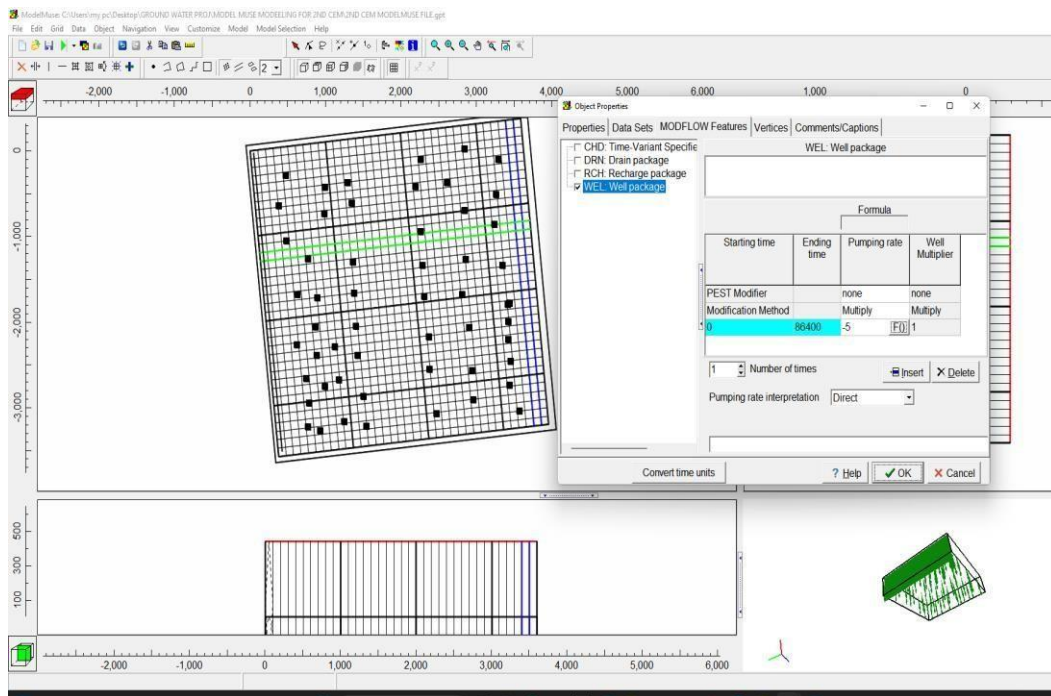 ModelMuse: C:\Users\my pc\Desktop\GROUND WATER PROJ\MODEL MUSE MODEELING FOR 2ND CEM\2ND CEM MODELMUSE FILE.gpt
File Edit Grid Data Object Navigation View Customize Model Model Selection Help
2
-2,000 -1,000 0 1,000 2,000 3,000 4,000 5,000 6,000 1,000 0
Object Properties
Properties Data Sets MODFLOW Features Vertices Comments/Captions
CHD: Time-Variant Specifie
DRN: Drain package
RCH: Recharge package
WEL: Well package
WEL: Well package
Formula
Starting time Ending time Pumping rate Well Multiplier
PEST Modifier none none
Modification Method Multiply Multiply
0 86400 -5 F() 1
1 Number of times Insert Delete
Pumping rate interpretation Direct
Convert time units ? Help OK Cancel
0
-1,000
-2,000
-3,000
500
300
100
-2,000 -1,000 0 1,000 2,000 3,000 4,000 5,000 6,000